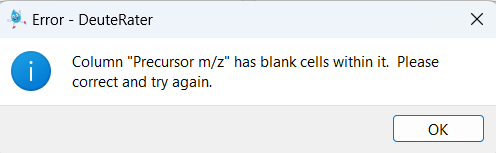 Error - DeuteRater
Column "Precursor m/z" has blank cells within it.  Please
correct and try again.
OK